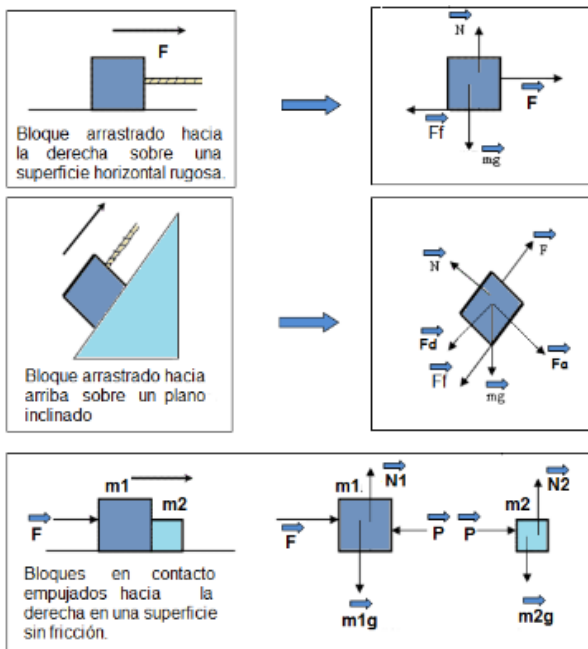 F
Bloque arrastrado hacia
la derecha sobre una
superficie horizontal rugosa.
N
F
Ff
mg
Bloque arrastrado hacia
arriba sobre un plano
inclinado
N
F
Fd
Ff
Fa
mg
m1
m2
F
Bloques en contacto
empujados hacia la
derecha en una superficie
sin fricción.
m1.
N1
F
P
m1g
P
m2
N2
m2g